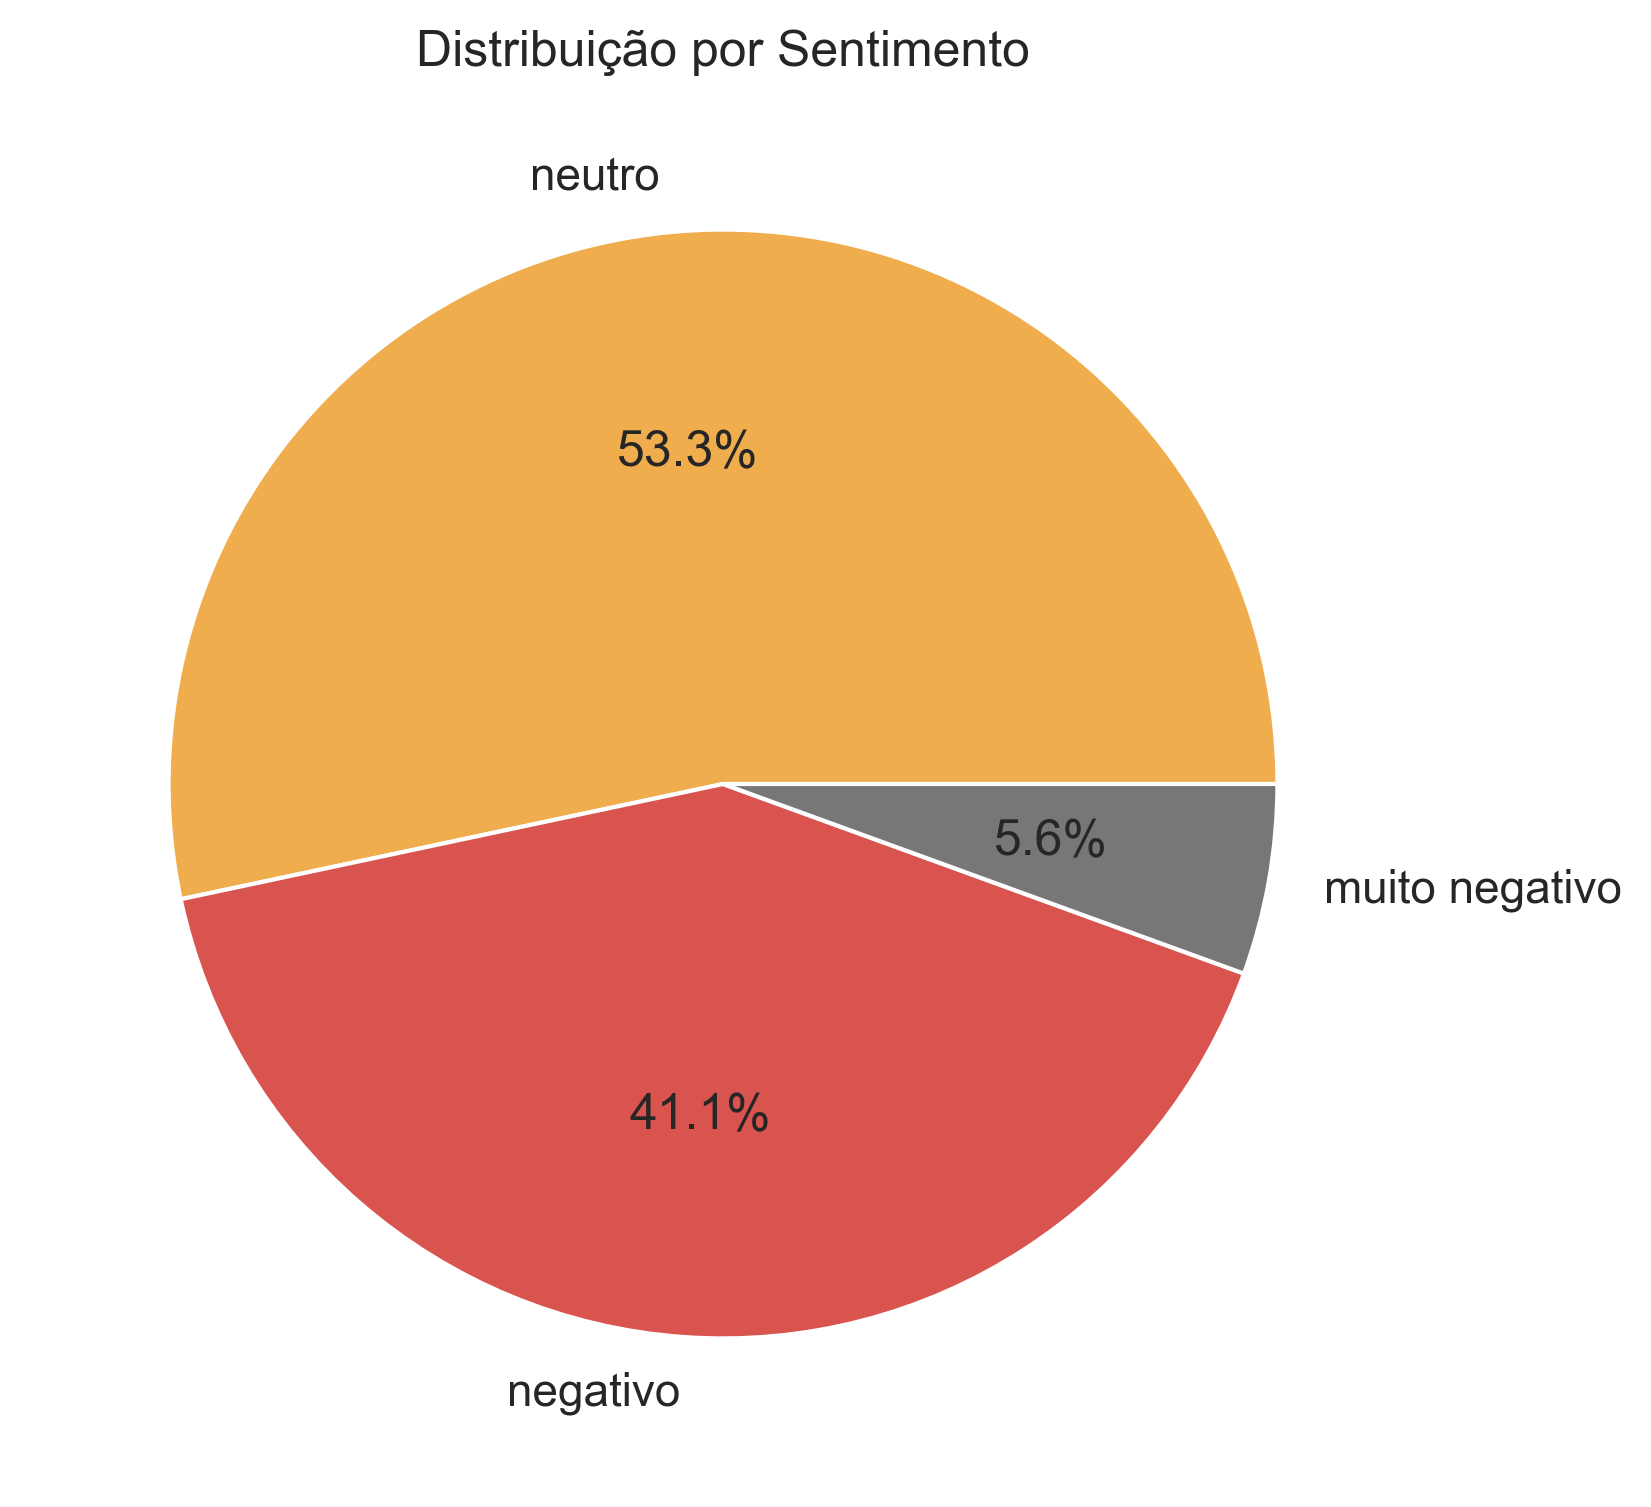 Distribuição por Sentimento
neutro
53.3%
5.6%
muito negativo
41.1%
negativo